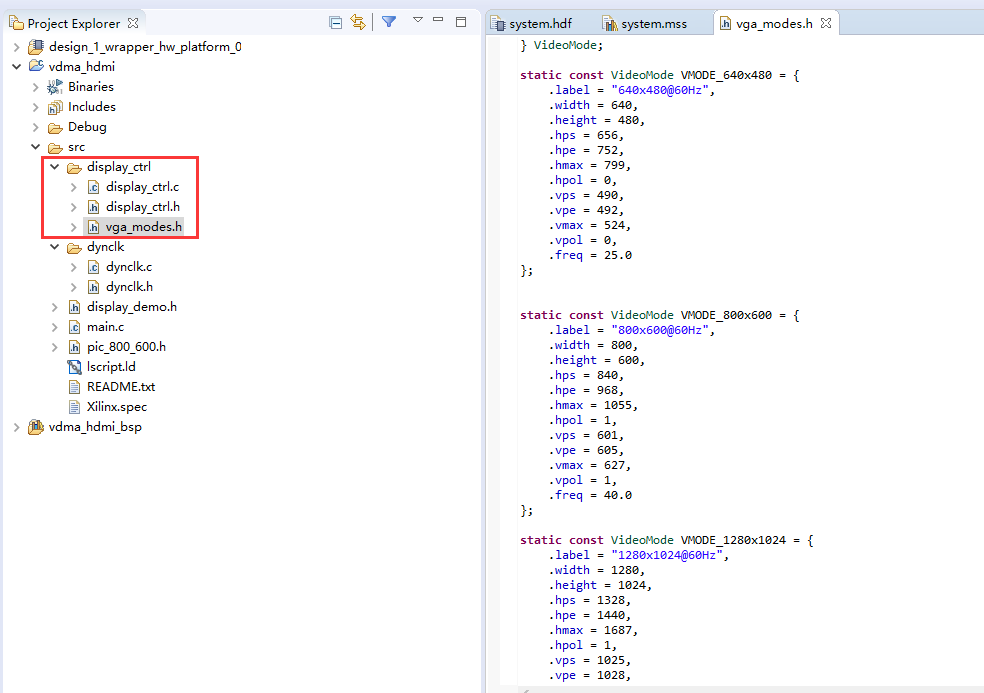 Project Explorer
design_1_wrapper_hw_platform_0
vdma_hdmi
Binaries
Includes
Debug
src
display_ctrl
display_ctrl.c
display_ctrl.h
vga_modes.h
dynclk
dynclk.c
dynclk.h
display_demo.h
main.c
pic_800_600.h
lscript.ld
README.txt
Xilinx.spec
vdma_hdmi_bsp
system.hdf system.mss vga_modes.h
} VideoMode;
static const VideoMode VMODE_640x480 = {
.label = "640x480@60Hz",
.width = 640,
.height = 480,
.hps = 656,
.hpe = 752,
.hmax = 799,
.hpol = 0,
.vps = 490,
.vpe = 492,
.vmax = 524,
.vpol = 0,
.freq = 25.0
};
static const VideoMode VMODE_800x600 = {
.label = "800x600@60Hz",
.width = 800,
.height = 600,
.hps = 840,
.hpe = 968,
.hmax = 1055,
.hpol = 1,
.vps = 601,
.vpe = 605,
.vmax = 627,
.vpol = 1,
.freq = 40.0
};
static const VideoMode VMODE_1280x1024 = {
.label = "1280x1024@60Hz",
.width = 1280,
.height = 1024,
.hps = 1328,
.hpe = 1440,
.hmax = 1687,
.hpol = 1,
.vps = 1025,
.vpe = 1028,